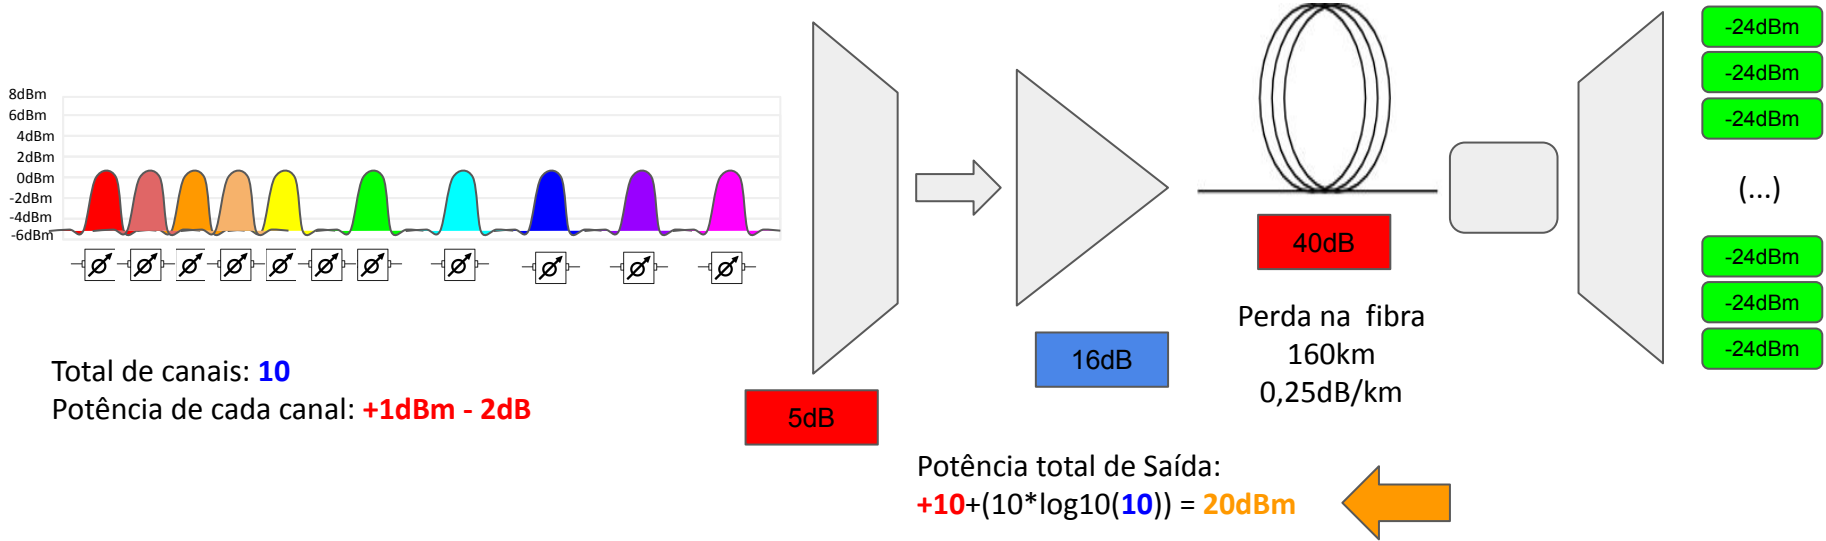 8dBm
6dBm
4dBm
2dBm
0dBm
-2dBm
-4dBm
-6dBm
Total de canais: 10
Potência de cada canal: +1dBm - 2dB
5dB
16dB
40dB
Perda na fibra
160km
0,25dB/km
Potência total de Saída:
+10+(10*log10(10)) = 20dBm
-24dBm
-24dBm
-24dBm
(...)
-24dBm
-24dBm
-24dBm